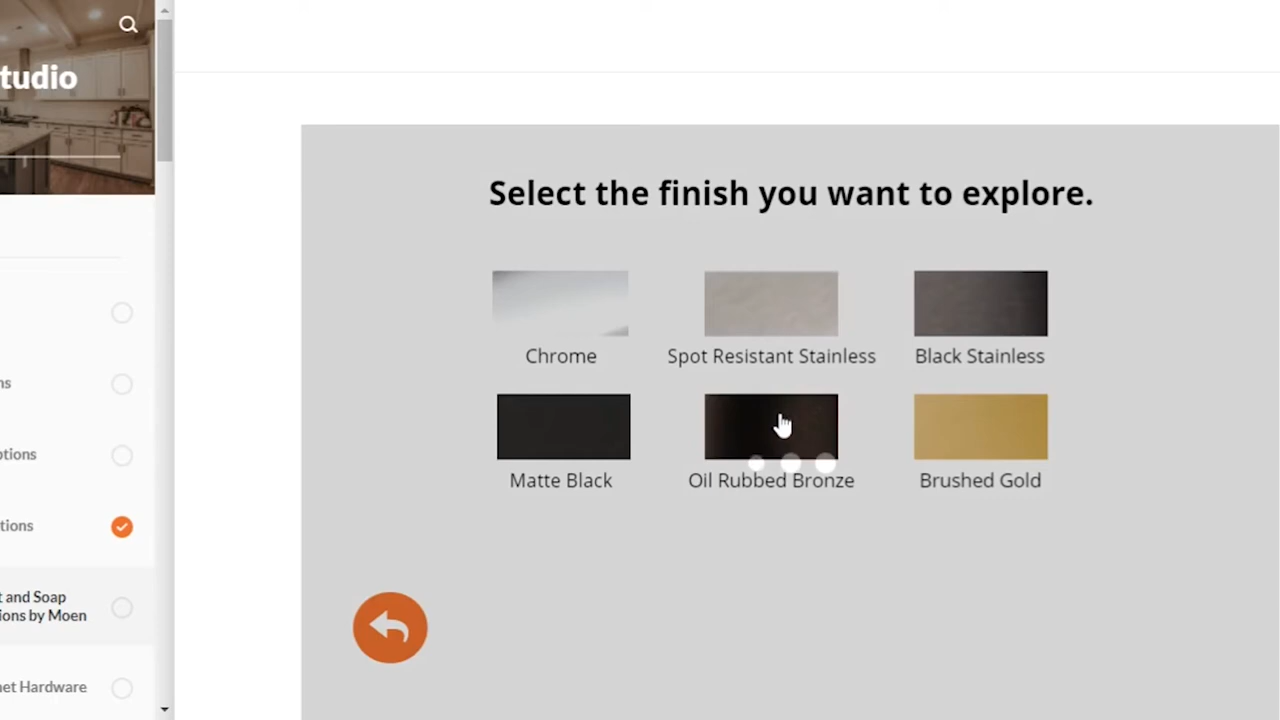 tudio
ns
ptions
tions
t and Soap
ions by Moen
net Hardware
Select the finish you want to explore.
Chrome
Spot Resistant Stainless
Black Stainless
Matte Black
Oil Rubbed Bronze
Brushed Gold